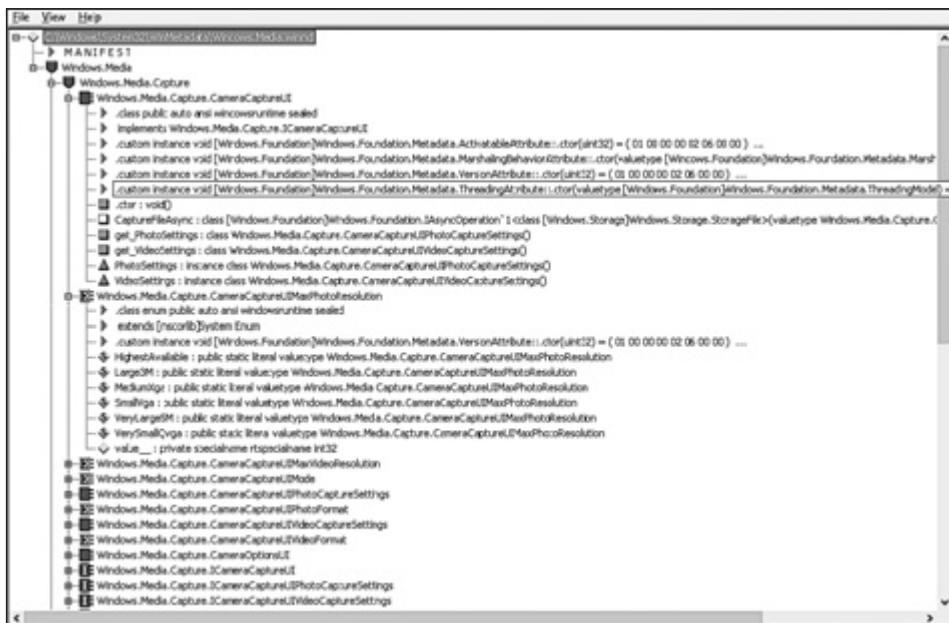 File View Help
C:\Windows\System32\WinMetadata\Windows.Media.winmd
MANIFEST
Windows.Media
Windows.Media.Capture
Windows.Media.Capture.CameraCaptureUI
.class public auto ansi windowsruntime sealed
implements Windows.Media.Capture.ICameraCaptureUI
.custom instance void [Windows.Foundation]Windows.Foundation.Metadata.ActivatableAttribute::.ctor(uint32) = ( 01 00 00 00 02 06 00 00 ) ...
.custom instance void [Windows.Foundation]Windows.Foundation.Metadata.MarshalingBehaviorAttribute::.ctor(valuetype [Windows.Foundation]Windows.Foundation.Metadata.Marsh
.custom instance void [Windows.Foundation]Windows.Foundation.Metadata.VersionAttribute::.ctor(uint32) = ( 01 00 00 00 02 06 00 00 ) ...
.custom instance void [Windows.Foundation]Windows.Foundation.Metadata.ThreadingAttribute::.ctor(valuetype [Windows.Foundation]Windows.Foundation.Metadata.ThreadingModel) =
.ctor : void()
CaptureFileAsync : class [Windows.Foundation]Windows.Foundation.IAsyncOperation`1<class [Windows.Storage]Windows.Storage.StorageFile>(valuetype Windows.Media.Capture.C
get_PhotoSettings : class Windows.Media.Capture.CameraCaptureUIPhotoCaptureSettings()
get_VideoSettings : class Windows.Media.Capture.CameraCaptureUIVideoCaptureSettings()
PhotoSettings : instance class Windows.Media.Capture.CameraCaptureUIPhotoCaptureSettings()
VideoSettings : instance class Windows.Media.Capture.CameraCaptureUIVideoCaptureSettings()
Windows.Media.Capture.CameraCaptureUIMaxPhotoResolution
.class enum public auto ansi windowsruntime sealed
extends [mscorlib]System.Enum
.custom instance void [Windows.Foundation]Windows.Foundation.Metadata.VersionAttribute::.ctor(uint32) = ( 01 00 00 00 02 06 00 00 ) ...
HighestAvailable : public static literal valuetype Windows.Media.Capture.CameraCaptureUIMaxPhotoResolution
Large3M : public static literal valuetype Windows.Media.Capture.CameraCaptureUIMaxPhotoResolution
MediumXga : public static literal valuetype Windows.Media.Capture.CameraCaptureUIMaxPhotoResolution
SmallVga : public static literal valuetype Windows.Media.Capture.CameraCaptureUIMaxPhotoResolution
VeryLarge5M : public static literal valuetype Windows.Media.Capture.CameraCaptureUIMaxPhotoResolution
VerySmallQvga : public static literal valuetype Windows.Media.Capture.CameraCaptureUIMaxPhotoResolution
value__ : private specialname rtspecialname int32
Windows.Media.Capture.CameraCaptureUIMaxVideoResolution
Windows.Media.Capture.CameraCaptureUIMode
Windows.Media.Capture.CameraCaptureUIPhotoCaptureSettings
Windows.Media.Capture.CameraCaptureUIPhotoFormat
Windows.Media.Capture.CameraCaptureUIVideoCaptureSettings
Windows.Media.Capture.CameraCaptureUIVideoFormat
Windows.Media.Capture.CameraOptionsUI
Windows.Media.Capture.ICameraCaptureUI
Windows.Media.Capture.ICameraCaptureUIPhotoCaptureSettings
Windows.Media.Capture.ICameraCaptureUIVideoCaptureSettings